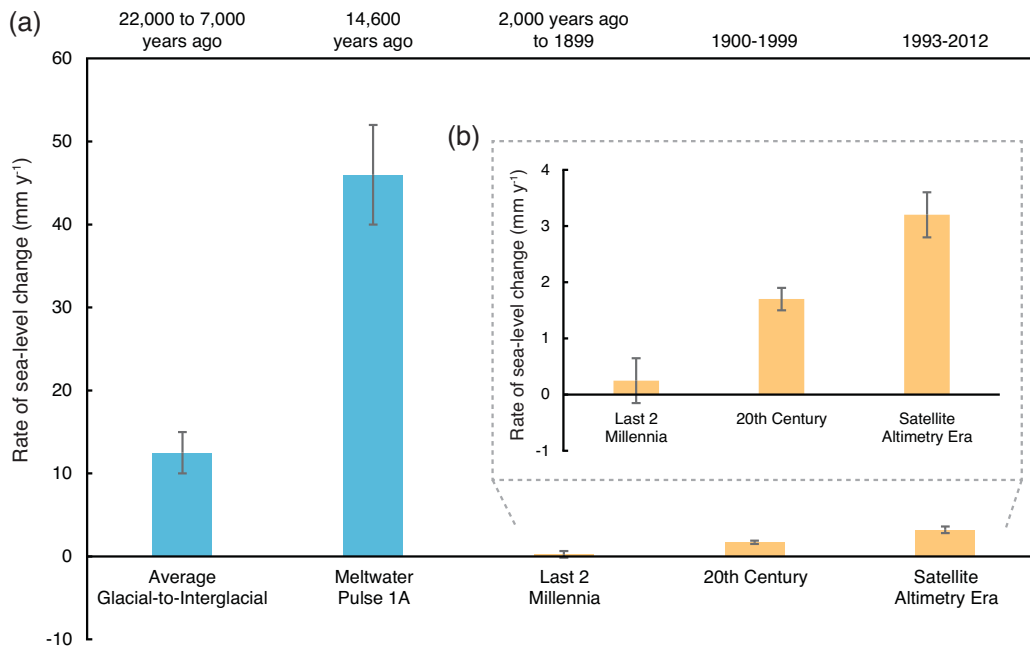 (a)
22,000 to 7,000
years ago
14,600
years ago
2,000 years ago
to 1899
1900-1999
1993-2012
Rate of sea-level change (mm y⁻¹)
60
50
40
30
20
10
0
-10
Average
Glacial-to-Interglacial
Meltwater
Pulse 1A
Last 2
Millennia
20th Century
Satellite
Altimetry Era
(b)
Rate of sea-level change (mm y⁻¹)
4
3
2
1
0
-1
Last 2
Millennia
20th Century
Satellite
Altimetry Era